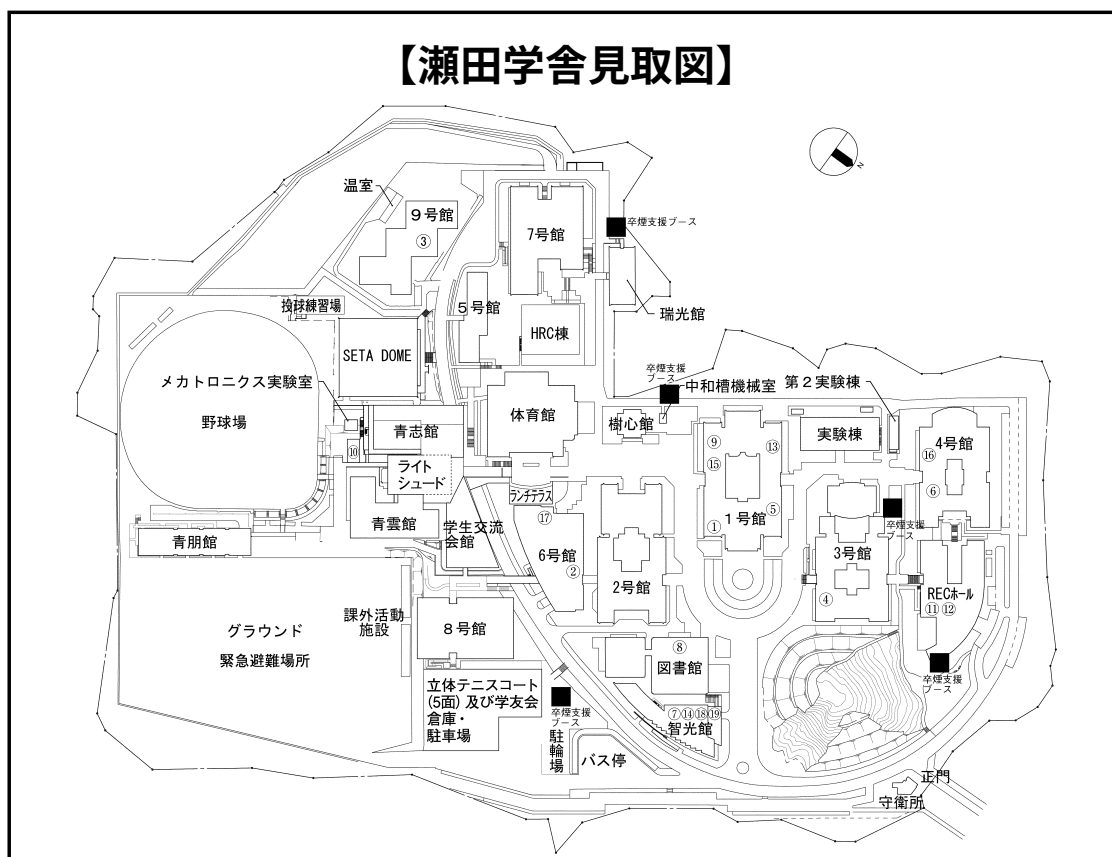 【瀬田学舎見取図】
N
温室
9号館
③
7号館
卒煙支援ブース
投球練習場
5号館
瑞光館
HRC棟
SETA DOME
卒煙支援
ブース
メカトロニクス実験室
中和槽機械室
第2実験棟
野球場
体育館
樹心館
青志館
⑩
⑨
⑬
実験棟
4号館
⑯
⑮
⑥
ライト
シュード
ランチテラス
⑰
⑤
①
1号館
卒煙支援
ブース
青雲館
学生交流
会館
青朋館
6号館
②
2号館
3号館
④
RECホール
⑪ ⑫
課外活動
施設
8号館
グラウンド
緊急避難場所
⑧
図書館
卒煙支援
ブース
立体テニスコート
(5面)及び学友会
倉庫・
駐車場
卒煙支援
ブース
⑦⑭⑱⑲
智光館
駐輪場
バス停
正門
守衛所